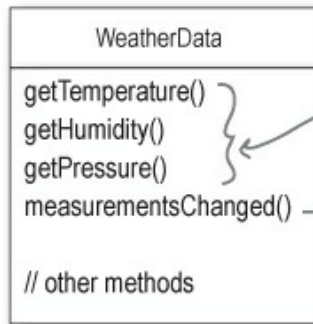 WeatherData
getTemperature()
getHumidity()
getPressure()
measurementsChanged()
// other methods